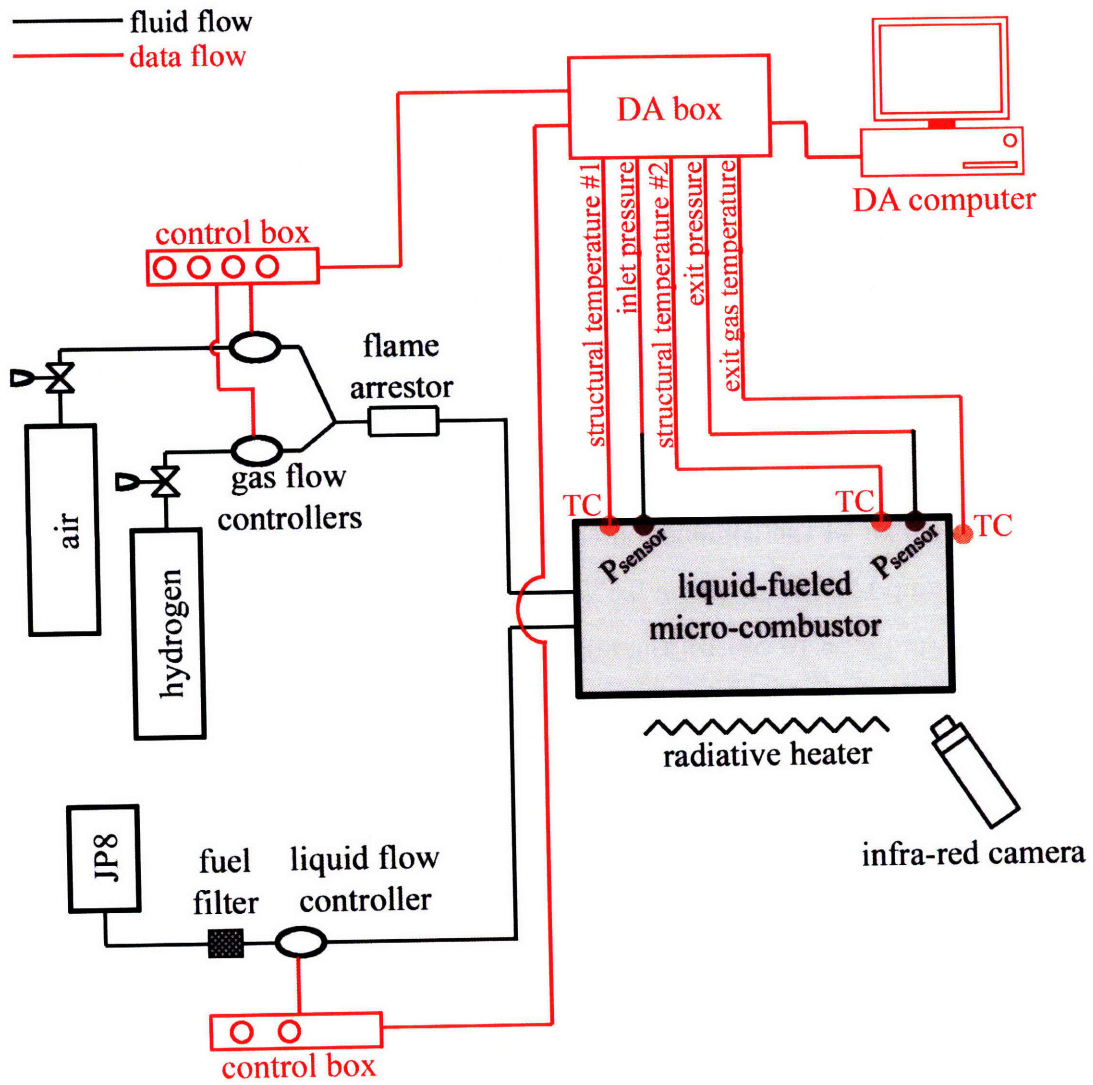 fluid flow
data flow
DA box
DA computer
structural temperature #1
inlet pressure
structural temperature #2
exit pressure
exit gas temperature
control box
flame
arrestor
gas flow
controllers
air
hydrogen
TC
TC
TC
Psensor
Psensor
liquid-fueled
micro-combustor
radiative heater
infra-red camera
JP8
fuel
filter
liquid flow
controller
control box